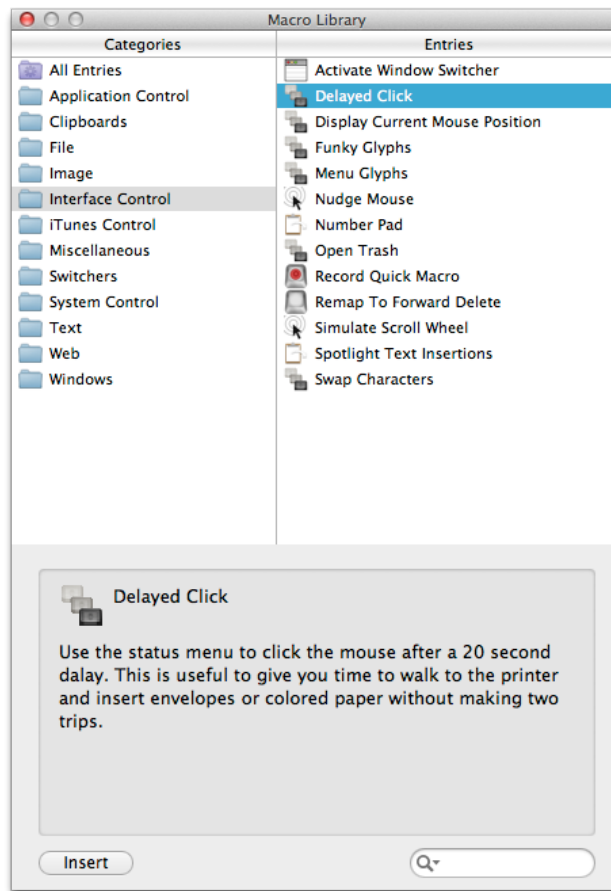 Macro Library
Categories
Entries
All Entries
Application Control
Clipboards
File
Image
Interface Control
iTunes Control
Miscellaneous
Switchers
System Control
Text
Web
Windows
Activate Window Switcher
Delayed Click
Display Current Mouse Position
Funky Glyphs
Menu Glyphs
Nudge Mouse
Number Pad
Open Trash
Record Quick Macro
Remap To Forward Delete
Simulate Scroll Wheel
Spotlight Text Insertions
Swap Characters
Delayed Click
Use the status menu to click the mouse after a 20 second
dalay. This is useful to give you time to walk to the printer
and insert envelopes or colored paper without making two
trips.
Insert